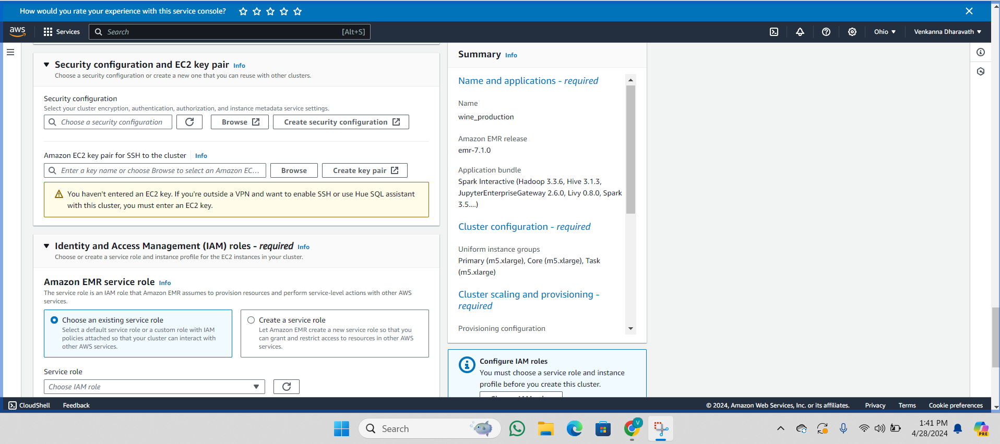 How would you rate your experience with this service console?
aws
Services
Search
[Alt+S]
Ohio
Venkanna Dharavath
Security configuration and EC2 key pair Info
Choose a security configuration or create a new one that you can reuse with other clusters.
Security configuration
Select your cluster encryption, authentication, authorization, and instance metadata service settings.
Choose a security configuration
Browse
Create security configuration
Amazon EC2 key pair for SSH to the cluster
Info
Enter a key name or choose Browse to select an Amazon EC...
Browse
Create key pair
You haven't entered an EC2 key. If you're outside a VPN and want to enable SSH or use Hue SQL assistant
with this cluster, you must enter an EC2 key.
Identity and Access Management (IAM) roles - required Info
Choose or create a service role and instance profile for the EC2 instances in your cluster.
Amazon EMR service role Info
The service role is an IAM role that Amazon EMR assumes to provision resources and perform service-level actions with other AWS
services.
Choose an existing service role
Select a default service role or a custom role with IAM
policies attached so that your cluster can interact with
other AWS services.
Create a service role
Let Amazon EMR create a new service role so that you
can grant and restrict access to resources in other AWS
services.
Service role
Choose IAM role
Summary Info
Name and applications - required
Name
wine_production
Amazon EMR release
emr-7.1.0
Application bundle
Spark Interactive (Hadoop 3.3.6, Hive 3.1.3,
JupyterEnterpriseGateway 2.6.0, Livy 0.8.0, Spark
3.5....)
Cluster configuration - required
Uniform instance groups
Primary (m5.xlarge), Core (m5.xlarge), Task
(m5.xlarge)
Cluster scaling and provisioning -
required
Provisioning configuration
Configure IAM roles
You must choose a service role and instance
profile before you create this cluster.
CloudShell
Feedback
© 2024, Amazon Web Services, Inc. or its affiliates.
Privacy
Terms
Cookie preferences
Search
V
1:41 PM
4/28/2024
PRE